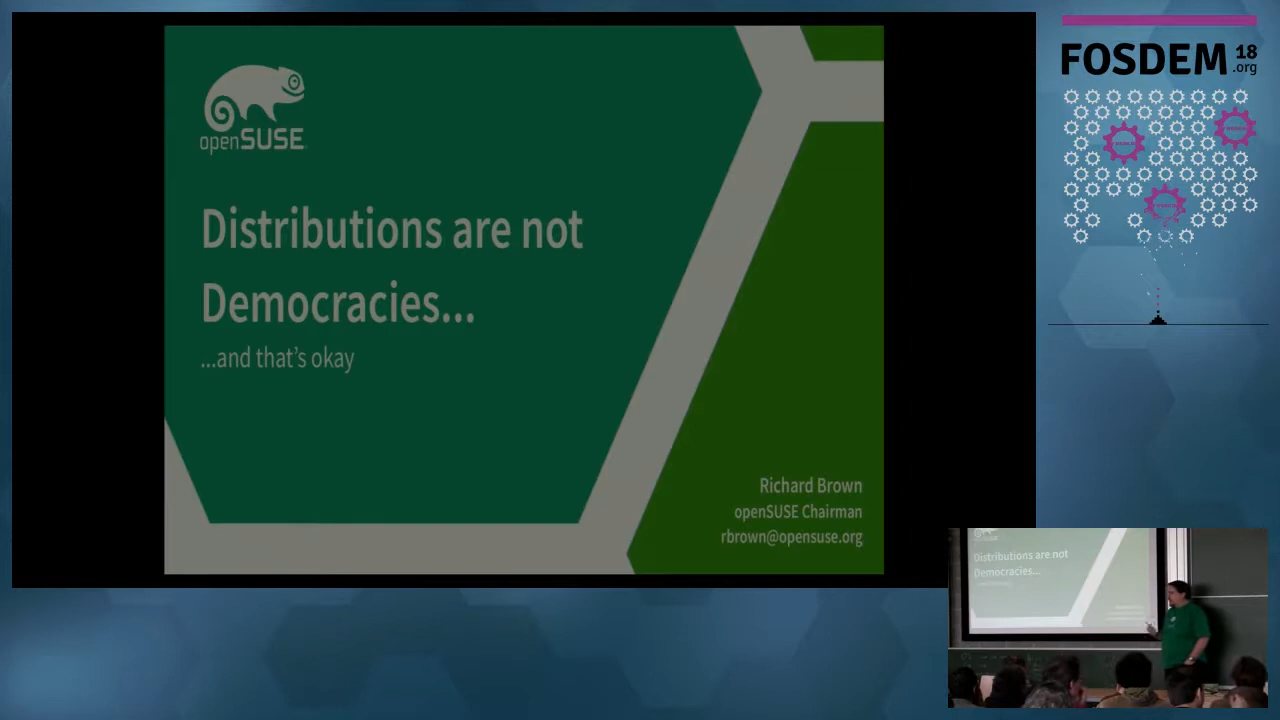 openSUSE
Distributions are not
Democracies...
...and that's okay
Richard Brown
openSUSE Chairman
rbrown@opensuse.org
FOSDEM 18
.org
Distributions are not
Democracies...